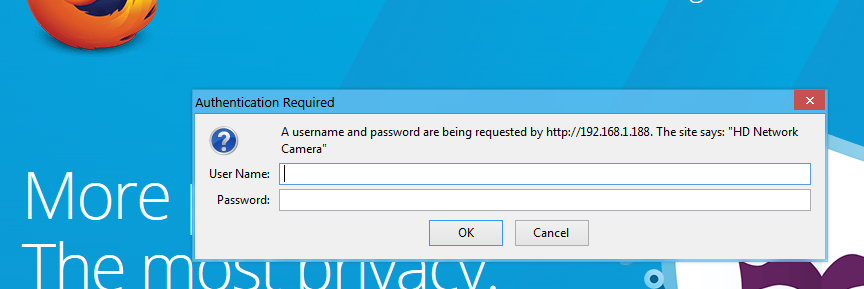 Authentication Required
A username and password are being requested by http://192.168.1.188. The site says: "HD Network
Camera"
User Name:
Password:
OK
Cancel
More
The most privacy.